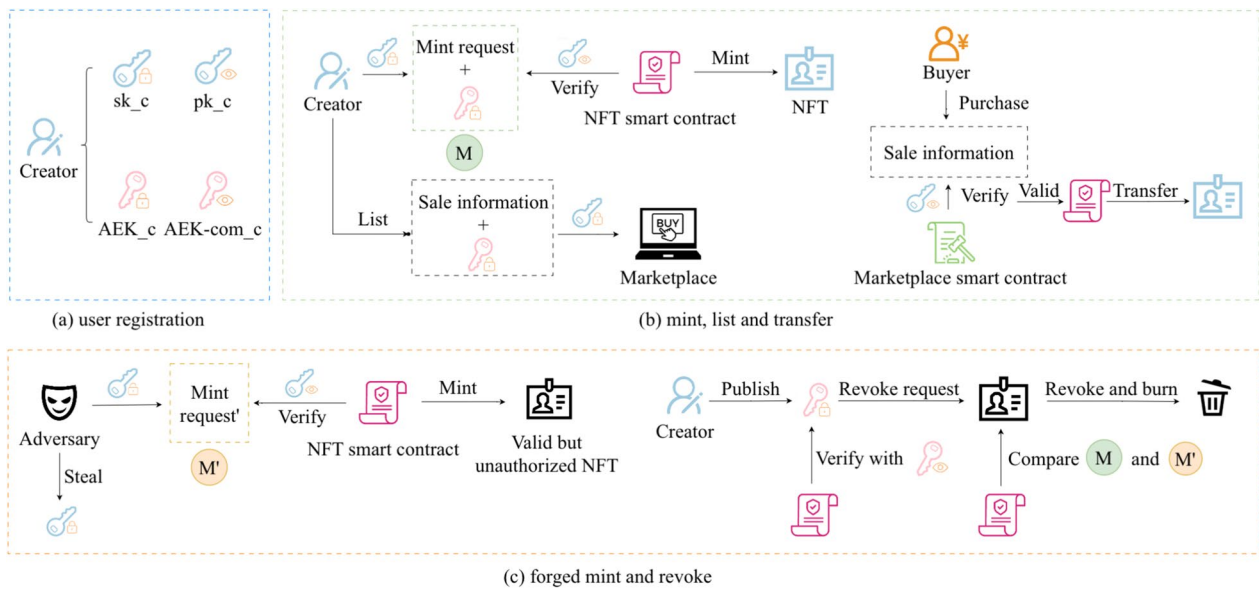 sk_c pk_c
Creator
AEK_c AEK-com_c
(a) user registration
Creator
Mint request
+
M
Verify
NFT smart contract
Mint
NFT
List
Sale information
+
BUY
Marketplace
Buyer
Purchase
Sale information
Verify
Valid
Transfer
Marketplace smart contract
(b) mint, list and transfer
Adversary
Steal
Mint
request'
M'
Verify
NFT smart contract
Mint
Valid but
unauthorized NFT
Creator
Publish
Revoke request
Revoke and burn
Verify with
Compare M and M'
(c) forged mint and revoke